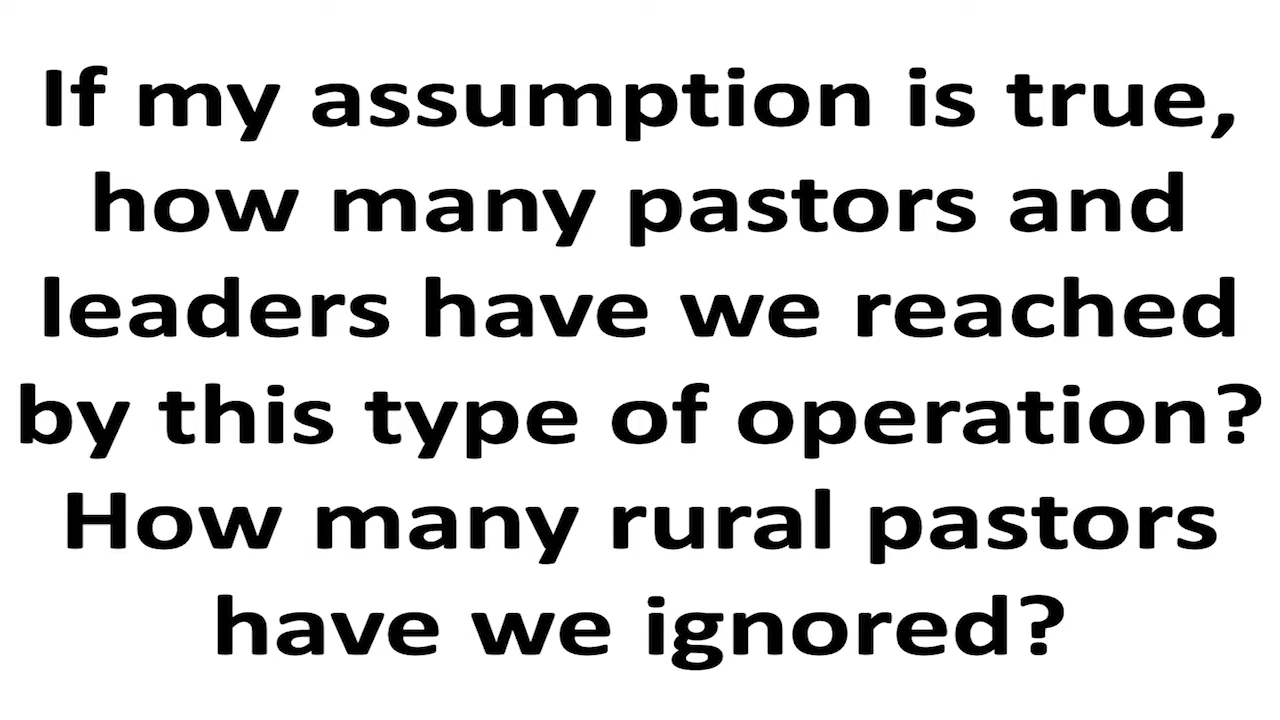 If my assumption is true,
how many pastors and
leaders have we reached
by this type of operation?
How many rural pastors
have we ignored?